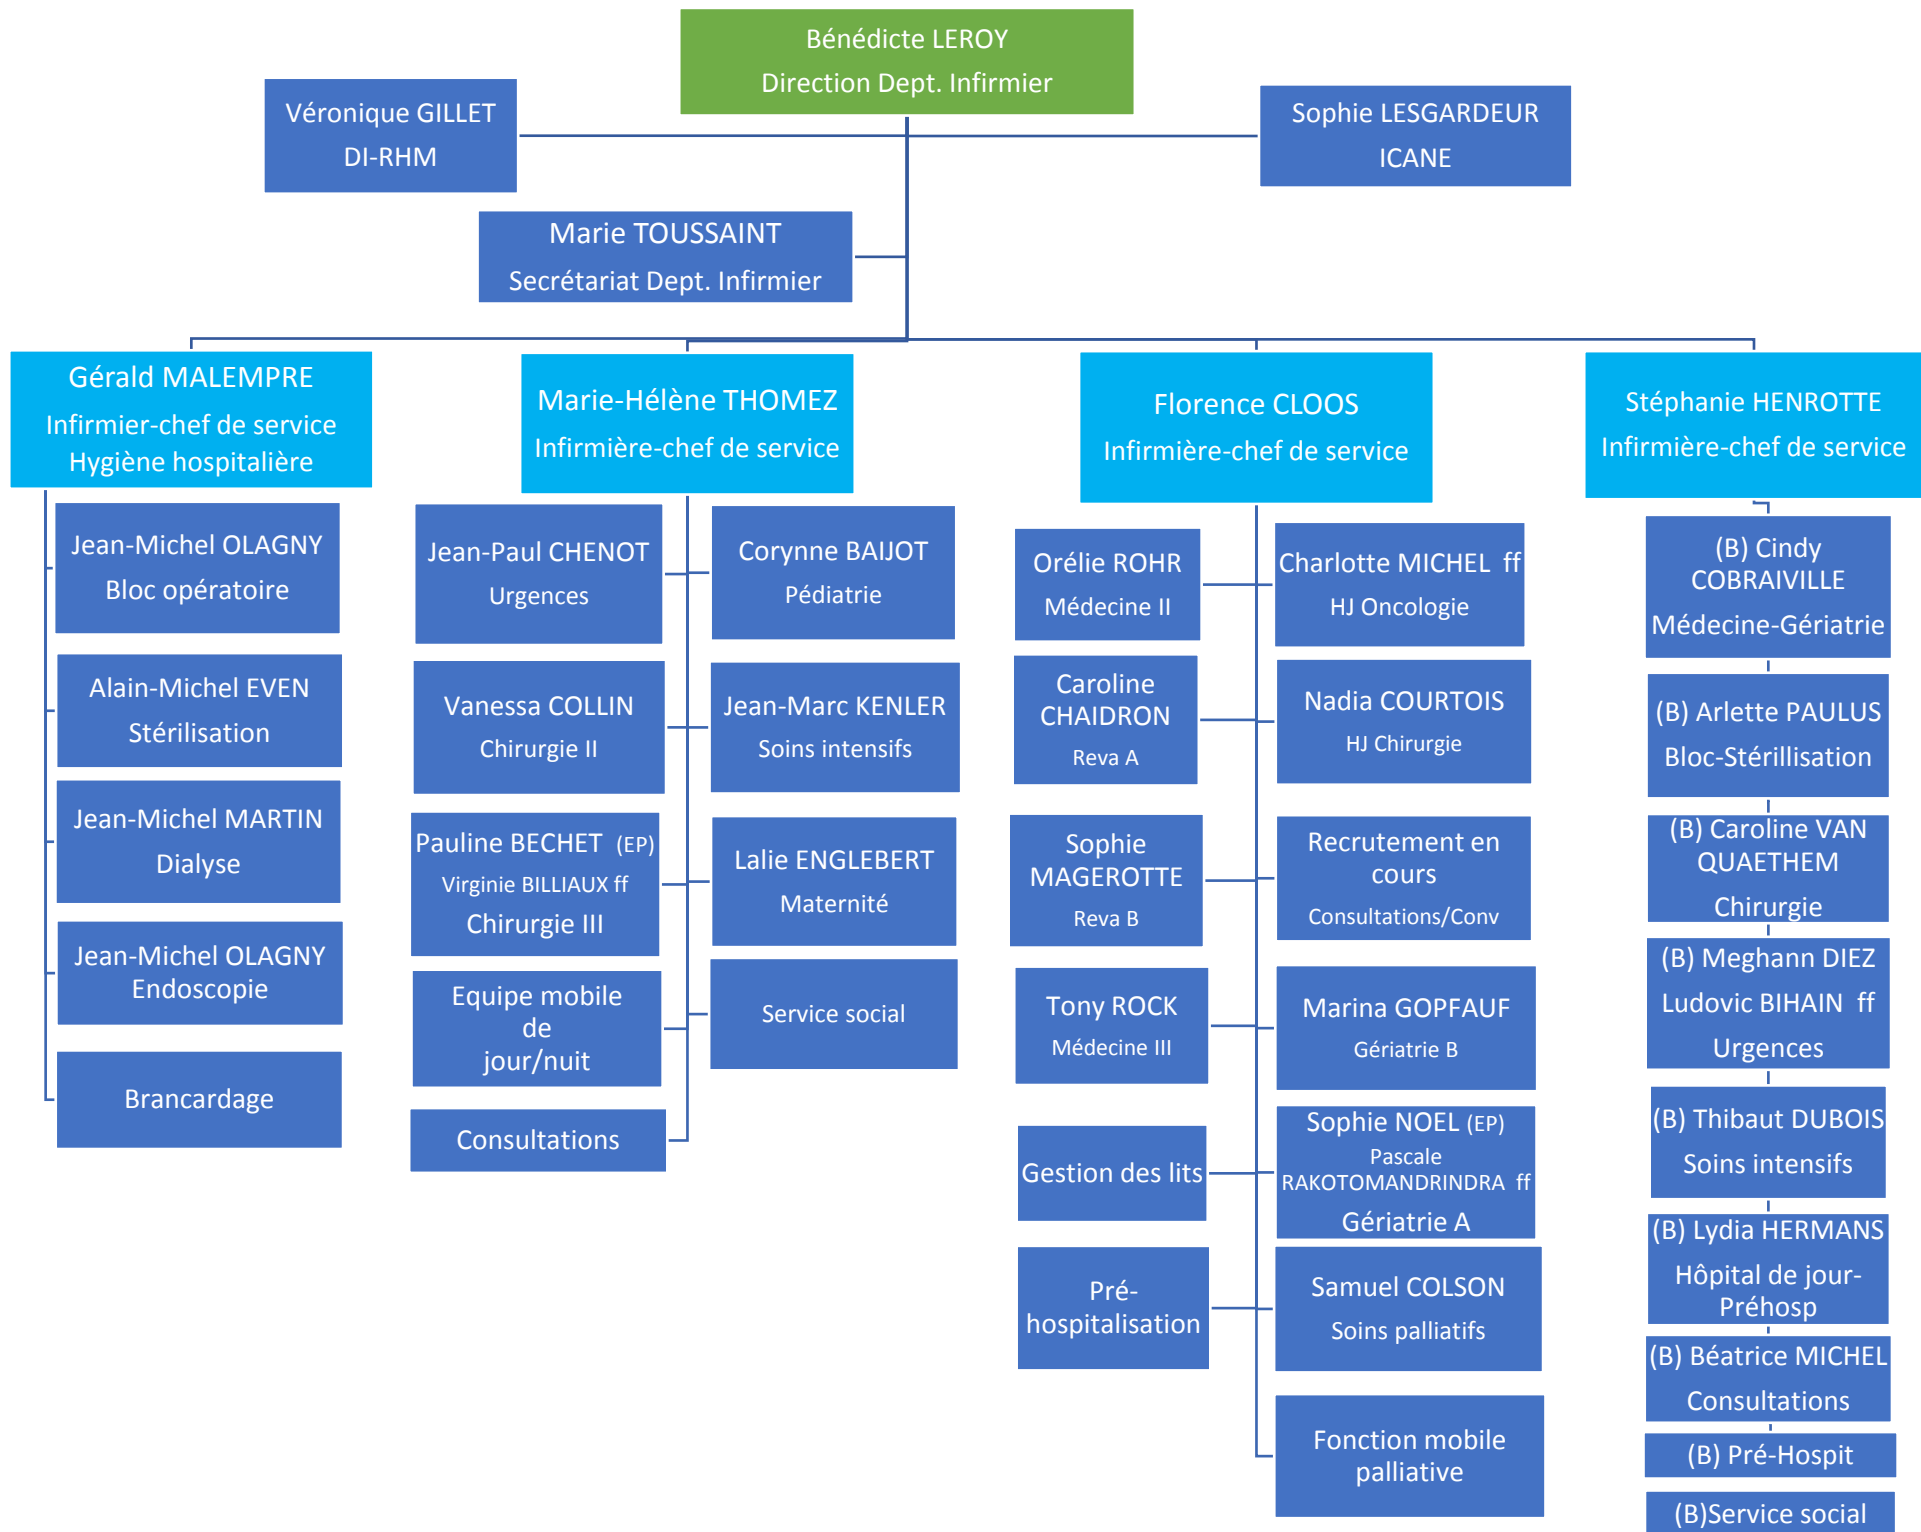 Bénédicte LEROY
Direction Dept. Infirmier
Véronique GILLET
DI-RHM
Sophie LESGARDEUR
ICANE
Marie TOUSSAINT
Secrétariat Dept. Infirmier
Gérald MALEMPRE
Infirmier-chef de service
Hygiène hospitalière
Jean-Michel OLAGNY
Bloc opératoire
Alain-Michel EVEN
Stérilisation
Jean-Michel MARTIN
Dialyse
Jean-Michel OLAGNY
Endoscopie
Brancardage
Marie-Hélène THOMEZ
Infirmière-chef de service
Jean-Paul CHENOT
Urgences
Corynne BAIJOT
Pédiatrie
Vanessa COLLIN
Chirurgie II
Jean-Marc KENLER
Soins intensifs
Pauline BECHET (EP)
Virginie BILLIAUX ff
Chirurgie III
Lalie ENGLEBERT
Maternité
Equipe mobile
de
jour/nuit
Service social
Consultations
Florence CLOOS
Infirmière-chef de service
Orélie ROHR
Médecine II
Charlotte MICHEL ff
HJ Oncologie
Caroline
CHAIDRON
Reva A
Nadia COURTOIS
HJ Chirurgie
Sophie
MAGEROTTE
Reva B
Recrutement en
cours
Consultations/Conv
Tony ROCK
Médecine III
Marina GOPFAUF
Gériatrie B
Gestion des lits
Sophie NOEL (EP)
Pascale
RAKOTOMANDRINDRA ff
Gériatrie A
Pré-
hospitalisation
Samuel COLSON
Soins palliatifs
Fonction mobile
palliative
Stéphanie HENROTTE
Infirmière-chef de service
(B) Cindy
COBRAIVILLE
Médecine-Gériatrie
(B) Arlette PAULUS
Bloc-Stérillisation
(B) Caroline VAN
QUAETHEM
Chirurgie
(B) Meghann DIEZ
Ludovic BIHAIN ff
Urgences
(B) Thibaut DUBOIS
Soins intensifs
(B) Lydia HERMANS
Hôpital de jour-
Préhosp
(B) Béatrice MICHEL
Consultations
(B) Pré-Hospit
(B)Service social